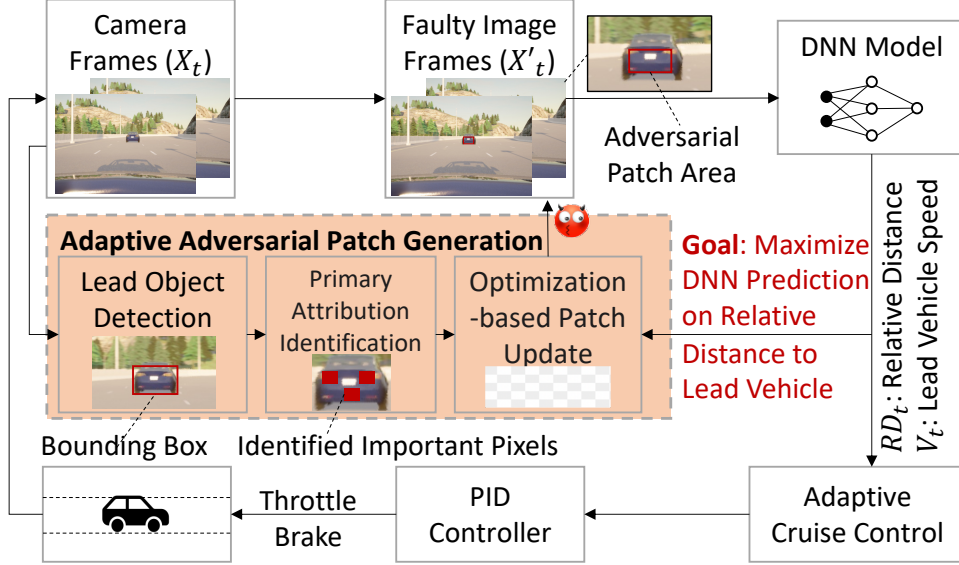 Camera
Frames (X_t)
Faulty Image
Frames (X'_t)
DNN Model
Adversarial
Patch Area
Adaptive Adversarial Patch Generation
Lead Object
Detection
Primary
Attribution
Identification
Optimization
-based Patch
Update
Goal: Maximize
DNN Prediction
on Relative
Distance to
Lead Vehicle
RD_t: Relative Distance
V_t: Lead Vehicle Speed
Bounding Box
Identified Important Pixels
Throttle
Brake
PID
Controller
Adaptive
Cruise Control